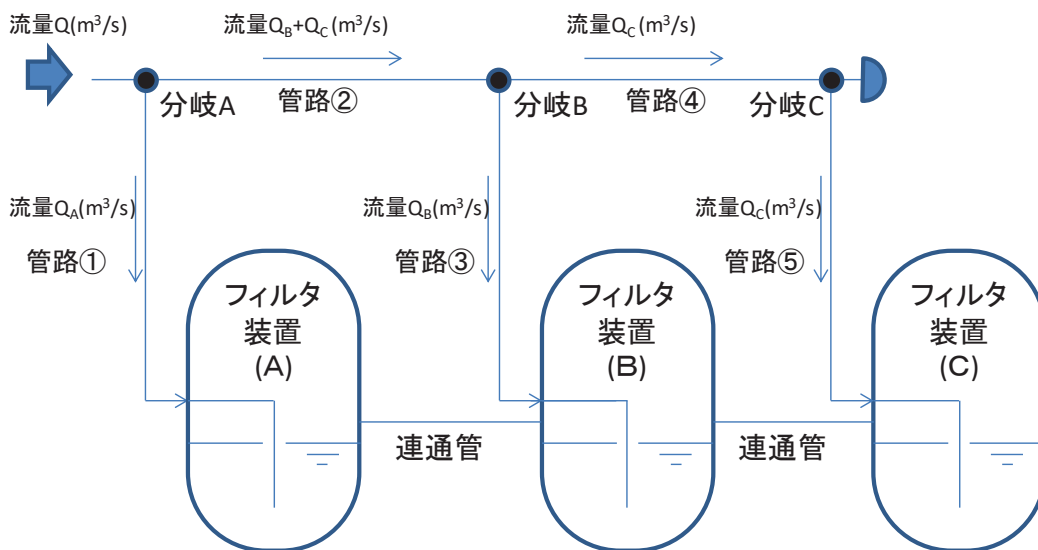 流量Q(m³/s)
流量Q_B+Q_C(m³/s)
流量Q_C(m³/s)
分岐A
管路②
分岐B
管路④
分岐C
流量Q_A(m³/s)
流量Q_B(m³/s)
流量Q_C(m³/s)
管路①
管路③
管路⑤
フィルタ
装置
(A)
フィルタ
装置
(B)
フィルタ
装置
(C)
連通管
連通管